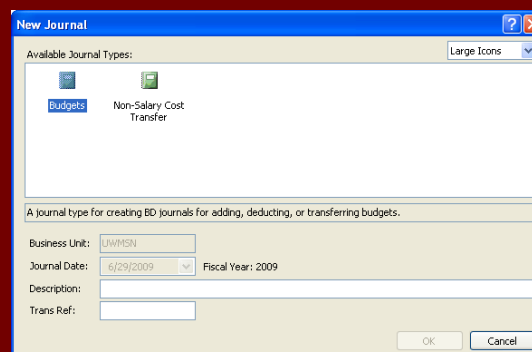 New Journal
Available Journal Types:
Large Icons
Budgets
Non-Salary Cost
Transfer
A journal type for creating BD journals for adding, deducting, or transferring budgets.
Business Unit: UWMSN
Journal Date: 6/29/2009 Fiscal Year: 2009
Description:
Trans Ref:
OK Cancel